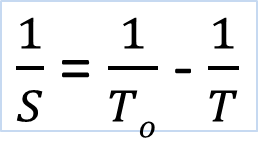 1/S = 1/T_o - 1/T